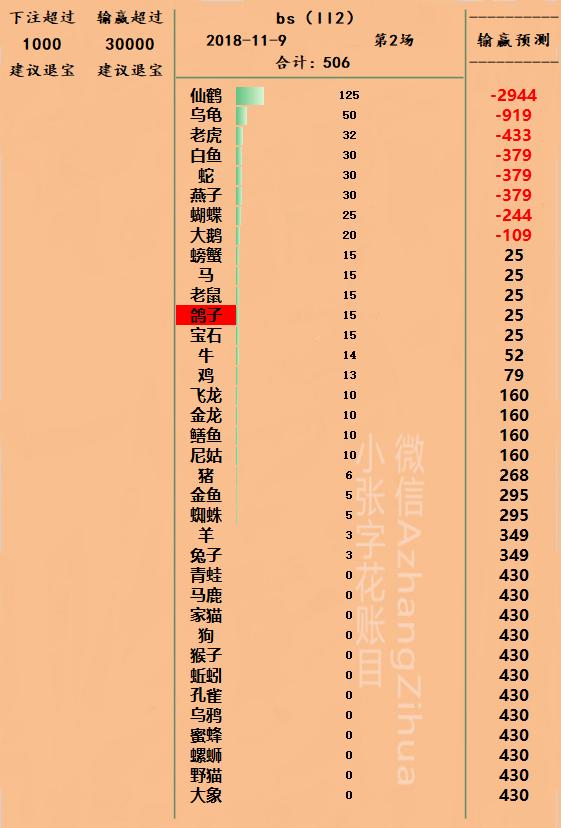 下注超过 输赢超过
1000 30000
建议退宝 建议退宝
bs（ll2）
2018-11-9 第2场
合计：506
输赢预测
仙鹤 125 -2944
乌龟 50 -919
老虎 32 -433
白鱼 30 -379
蛇 30 -379
燕子 30 -379
蝴蝶 25 -244
大鹅 20 -109
螃蟹 15 25
马 15 25
老鼠 15 25
鸽子 15 25
宝石 15 25
牛 14 52
鸡 13 79
飞龙 10 160
金龙 10 160
鳝鱼 10 160
尼姑 10 160
猪 6 268
金鱼 5 295
蜘蛛 5 295
羊 3 349
兔子 3 349
青蛙 0 430
马鹿 0 430
家猫 0 430
狗 0 430
猴子 0 430
蚯蚓 0 430
孔雀 0 430
乌鸦 0 430
蜜蜂 0 430
螺蛳 0 430
野猫 0 430
大象 0 430
微信AzhangZihua
小张字花账目